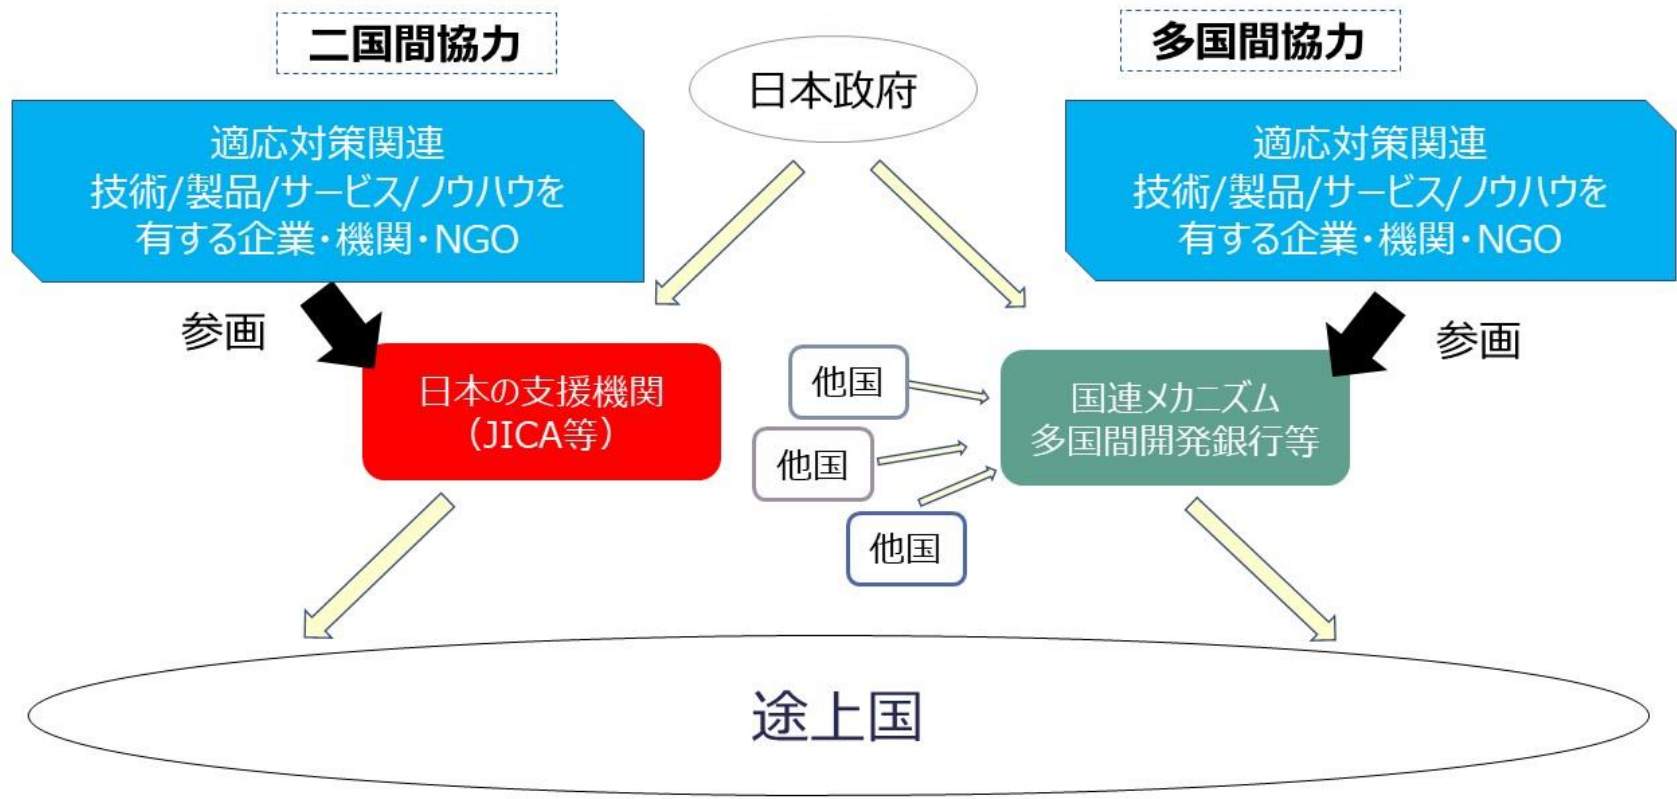 二国間協力
日本政府
多国間協力
適応対策関連
技術/製品/サービス/ノウハウを
有する企業・機関・NGO
適応対策関連
技術/製品/サービス/ノウハウを
有する企業・機関・NGO
参画
参画
日本の支援機関
（JICA等）
他国
他国
他国
国連メカニズム
多国間開発銀行等
途上国